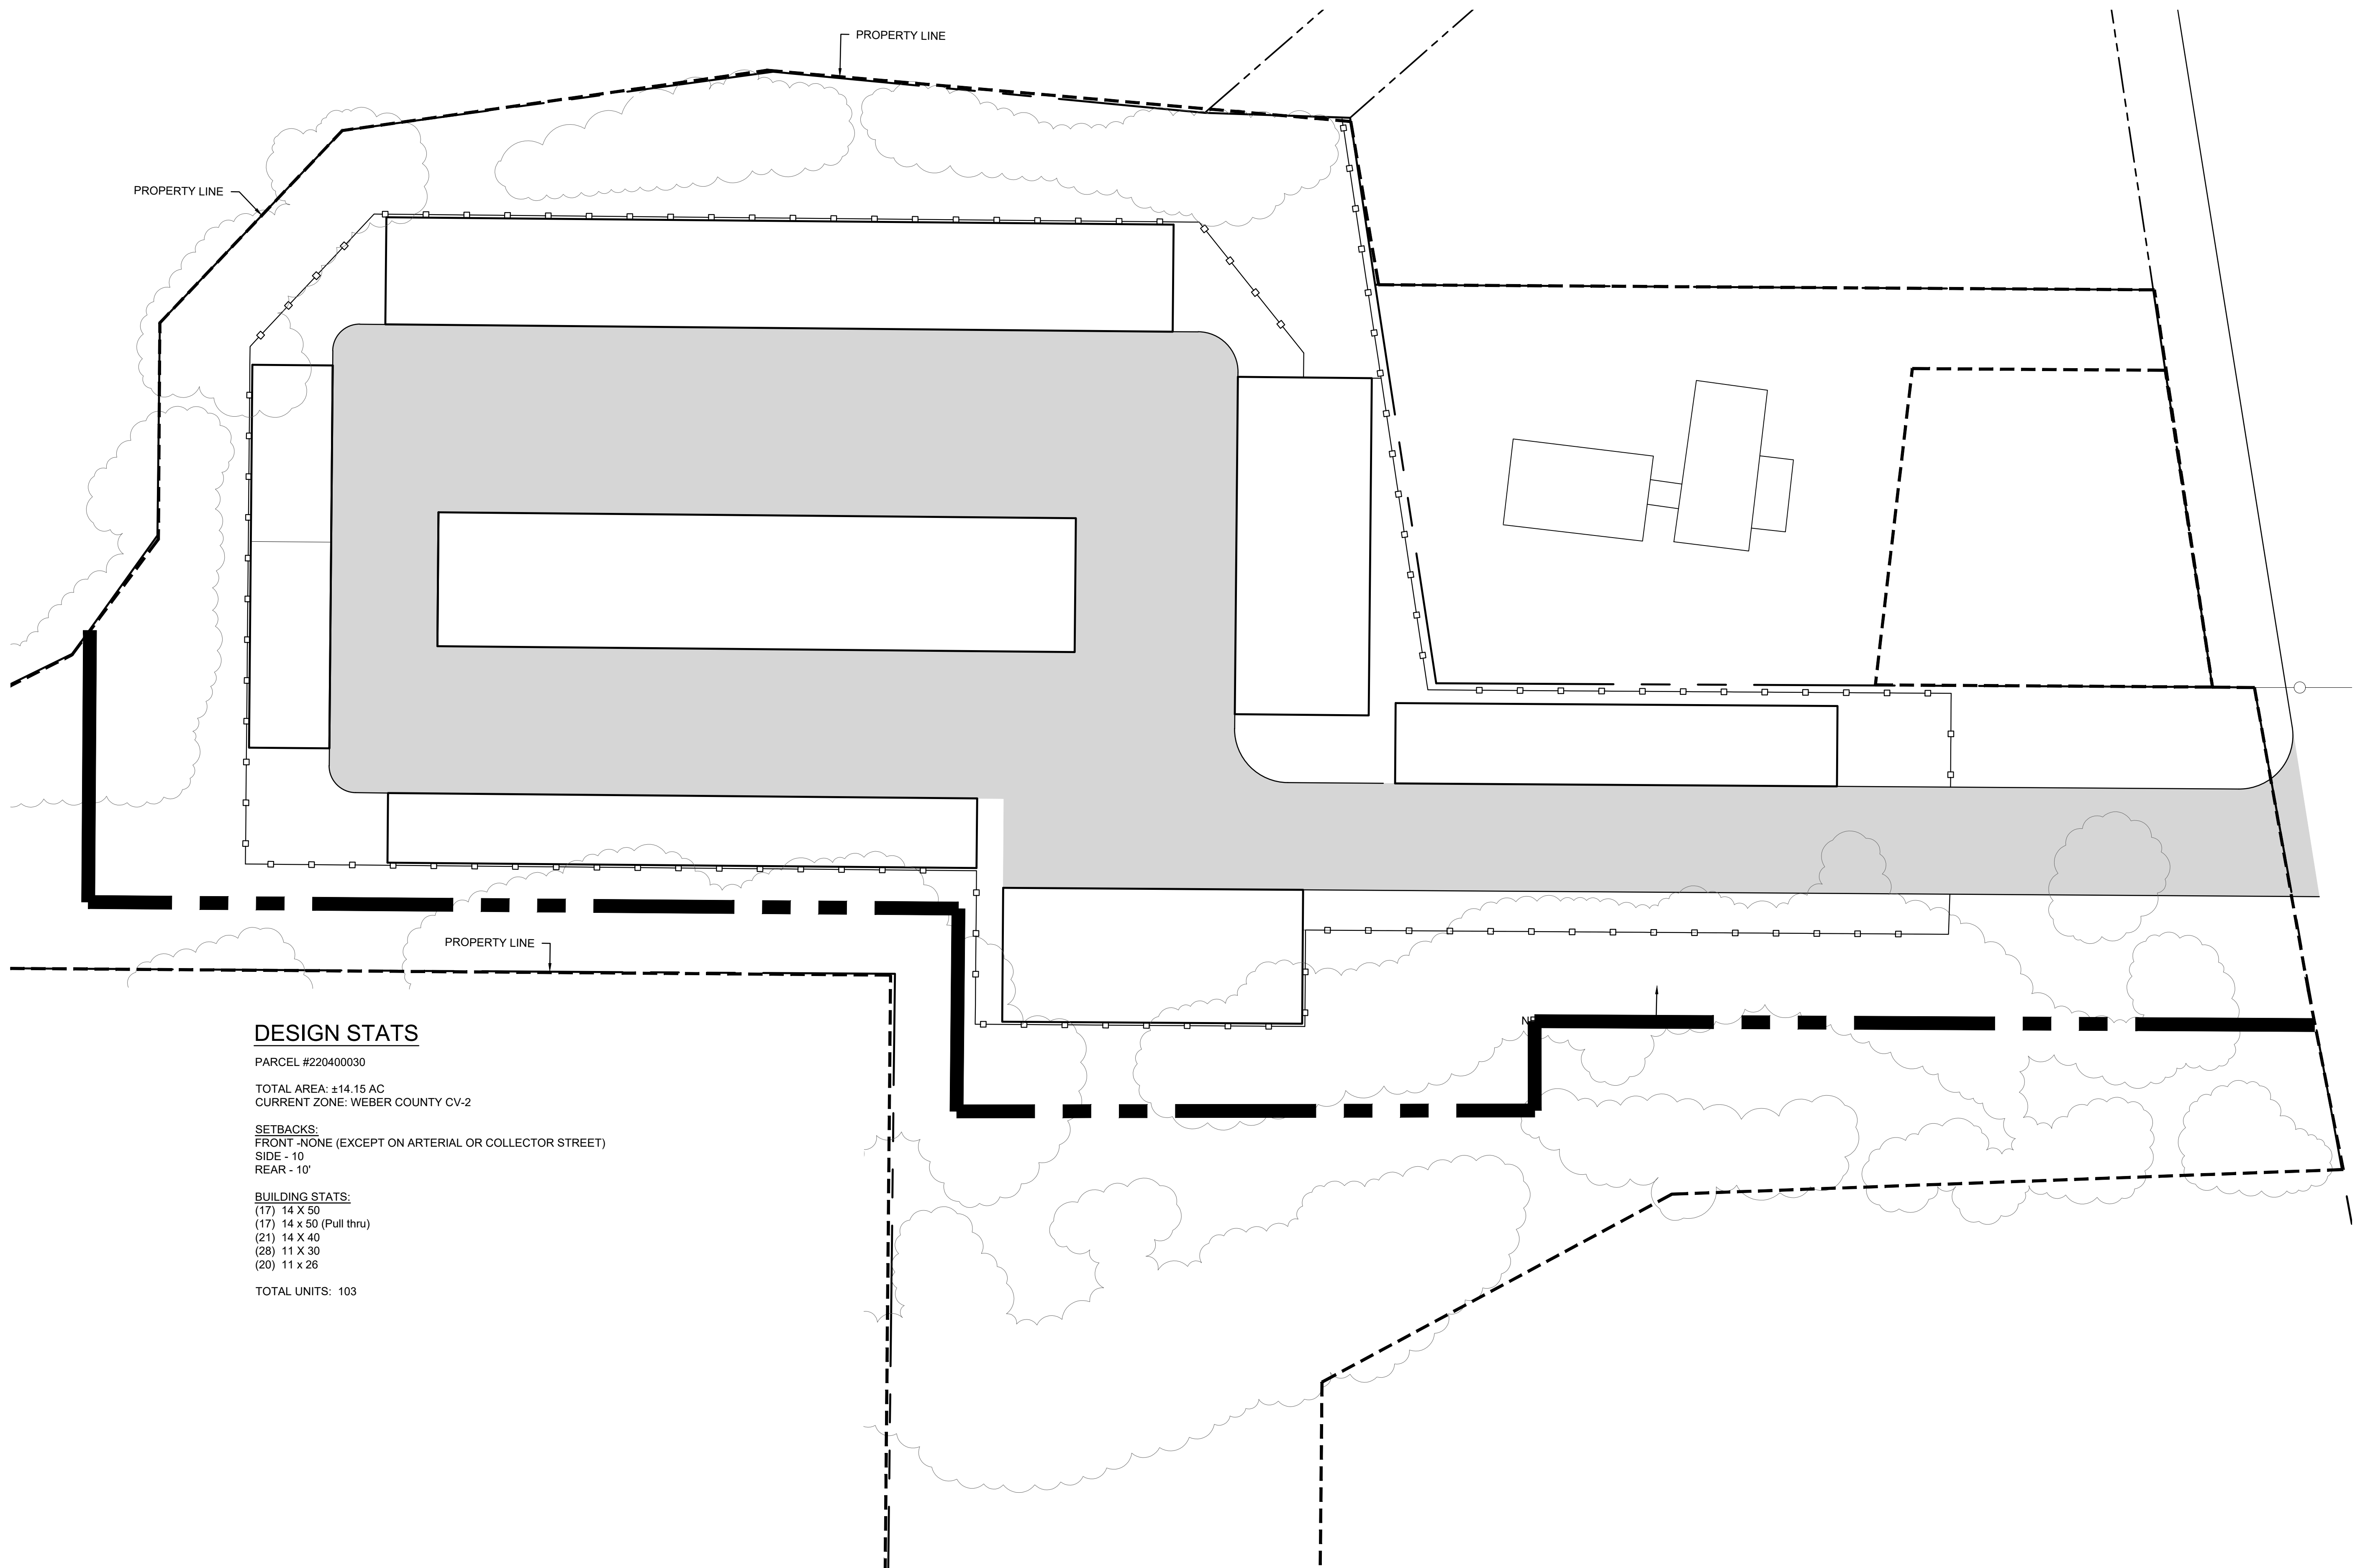 PROPERTY LINE
PROPERTY LINE
PROPERTY LINE
DESIGN STATS
PARCEL #220400030
TOTAL AREA: ±14.15 AC
CURRENT ZONE: WEBER COUNTY CV-2
SETBACKS:
FRONT -NONE (EXCEPT ON ARTERIAL OR COLLECTOR STREET)
SIDE - 10
REAR - 10'
BUILDING STATS:
(17) 14 X 50
(17) 14 x 50 (Pull thru)
(21) 14 X 40
(28) 11 X 30
(20) 11 x 26
TOTAL UNITS: 103